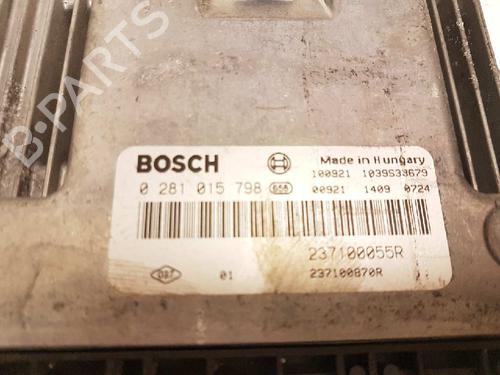 B-PARTS
BOSCH
Made in Hungary
100921 1039S33679
0 281 015 798
00921 1409 0724
237100055R
01
237100870R